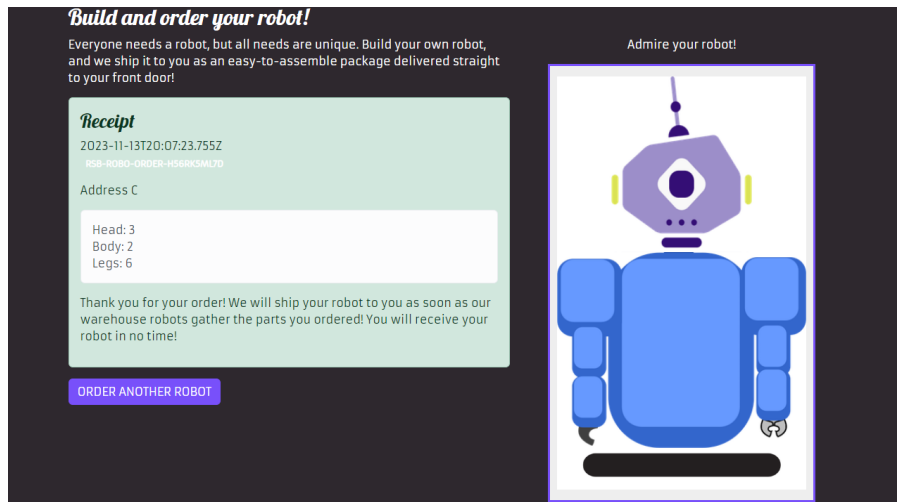 Build and order your robot!
Everyone needs a robot, but all needs are unique. Build your own robot,
and we ship it to you as an easy-to-assemble package delivered straight
to your front door!
Receipt
2023-11-13T20:07:23.755Z
RSB-ROBO-ORDER-H56RK5ML7D
Address C
Head: 3
Body: 2
Legs: 6
Thank you for your order! We will ship your robot to you as soon as our
warehouse robots gather the parts you ordered! You will receive your
robot in no time!
ORDER ANOTHER ROBOT
Admire your robot!